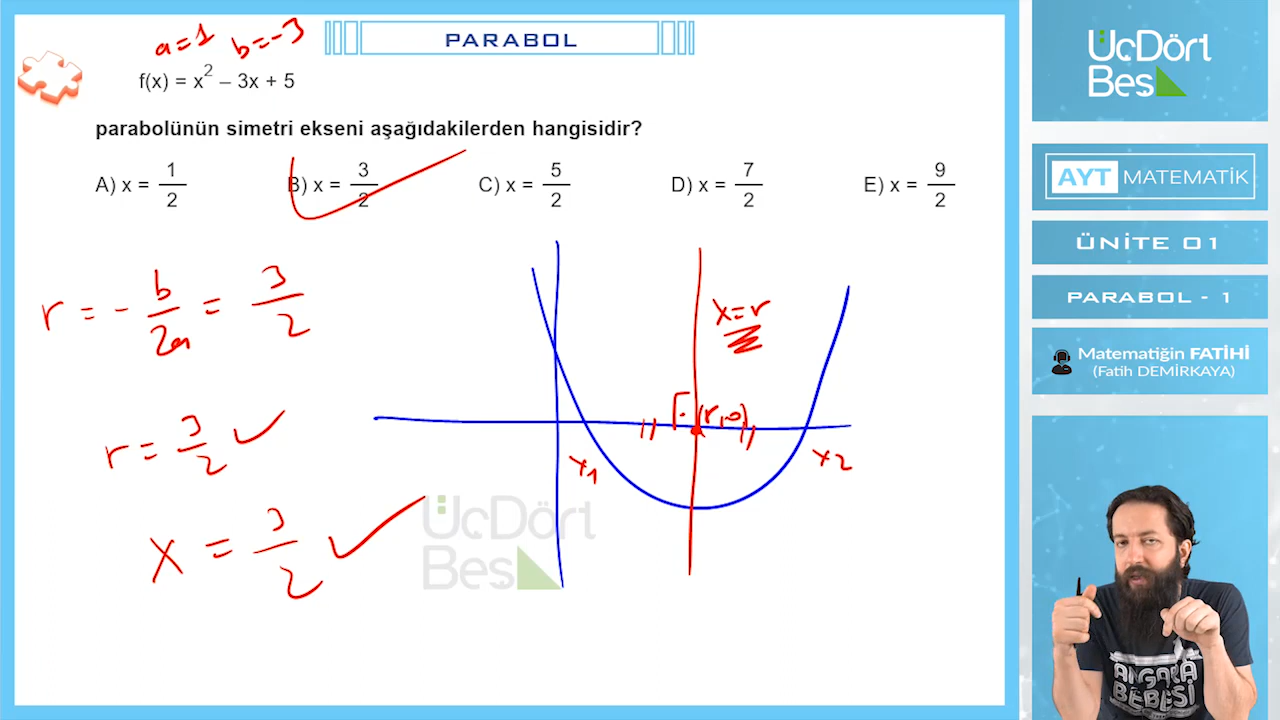 a=1 b=-3
PARABOL
f(x) = x² – 3x + 5
parabolünün simetri ekseni aşağıdakilerden hangisidir?
A) x = 1/2 B) x = 3/2 C) x = 5/2 D) x = 7/2 E) x = 9/2
r = - b/2a = 3/2
r = 3/2
x = 3/2
x=r
(r,0)
x1
x2
ÜçDört
Beş
ÜçDört
Beş
AYT MATEMATİK
ÜNİTE 01
PARABOL - 1
Matematiğin FATİHİ
(Fatih DEMİRKAYA)
ANGARA
BEBESİ